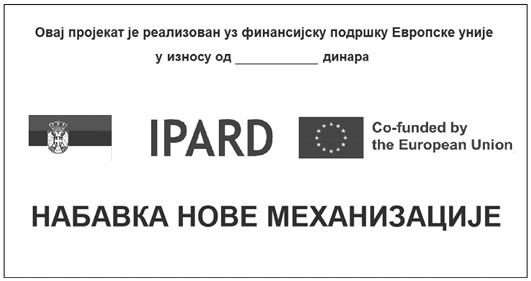 Овај пројекат је реализован уз финансијску подршку Европске уније
у износу од ___________ динара
IPARD
Co-funded by
the European Union
НАБАВКА НОВЕ МЕХАНИЗАЦИЈЕ